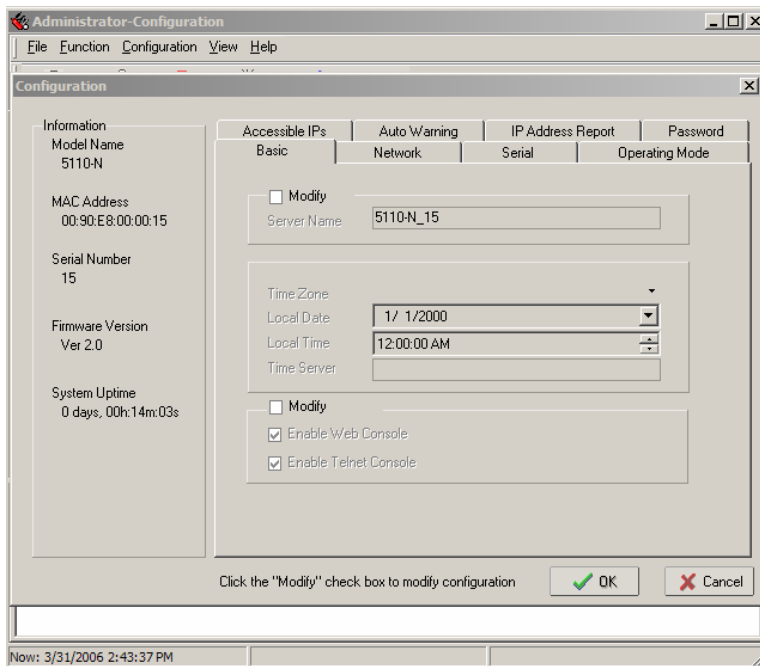 Administrator-Configuration
File Function Configuration View Help
Configuration
Information
Model Name
5110-N
MAC Address
00:90:E8:00:00:15
Serial Number
15
Firmware Version
Ver 2.0
System Uptime
0 days, 00h:14m:03s
Accessible IPs Auto Warning IP Address Report Password
Basic Network Serial Operating Mode
Modify
Server Name 5110-N_15
Time Zone
Local Date 1/ 1/2000
Local Time 12:00:00 AM
Time Server
Modify
Enable Web Console
Enable Telnet Console
Click the "Modify" check box to modify configuration OK Cancel
Now: 3/31/2006 2:43:37 PM